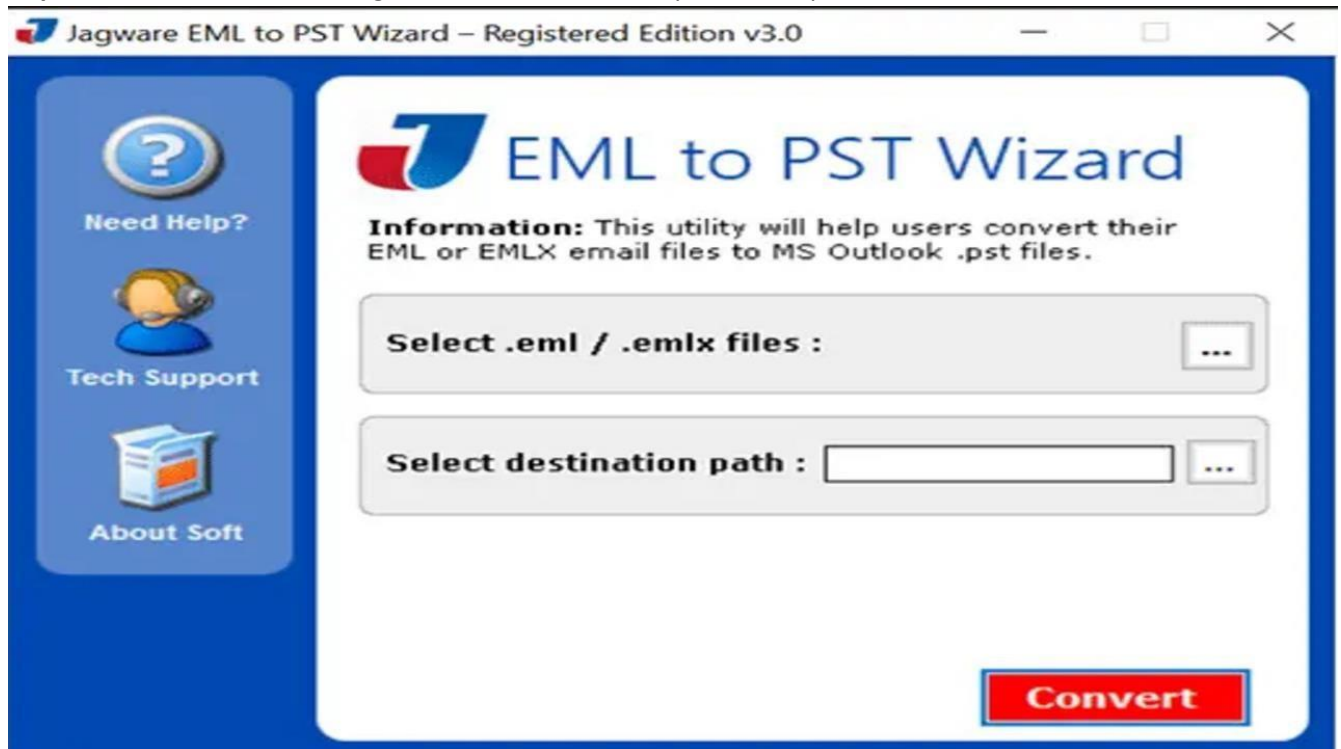 Jagware EML to PST Wizard – Registered Edition v3.0
Need Help?
Tech Support
About Soft
EML to PST Wizard
Information: This utility will help users convert their
EML or EMLX email files to MS Outlook .pst files.
Select .eml / .emlx files :
...
Select destination path :
...
Convert